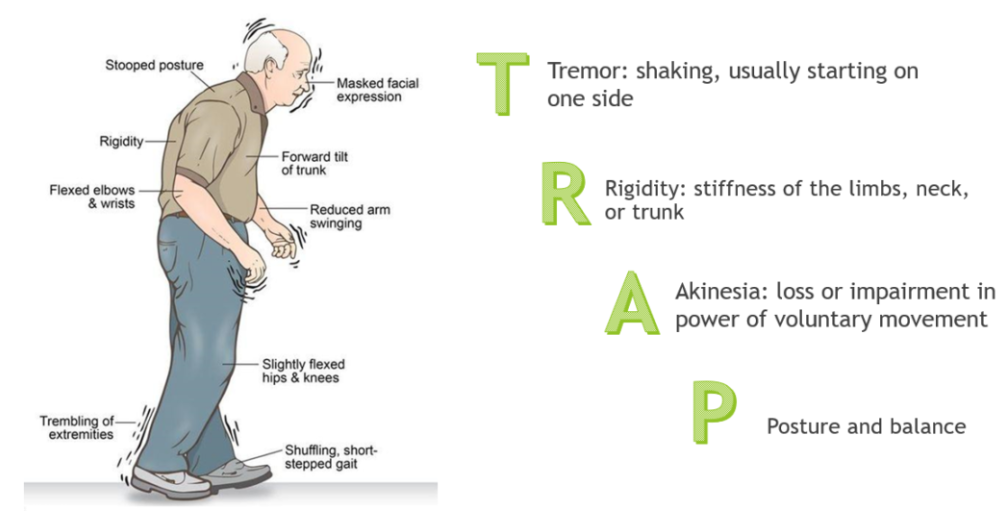 Stooped posture
Masked facial
expression
Rigidity
Forward tilt
of trunk
Flexed elbows
& wrists
Reduced arm
swinging
Slightly flexed
hips & knees
Trembling of
extremities
Shuffling, short-
stepped gait
T
Tremor: shaking, usually starting on
one side
R
Rigidity: stiffness of the limbs, neck,
or trunk
A
Akinesia: loss or impairment in
power of voluntary movement
P
Posture and balance